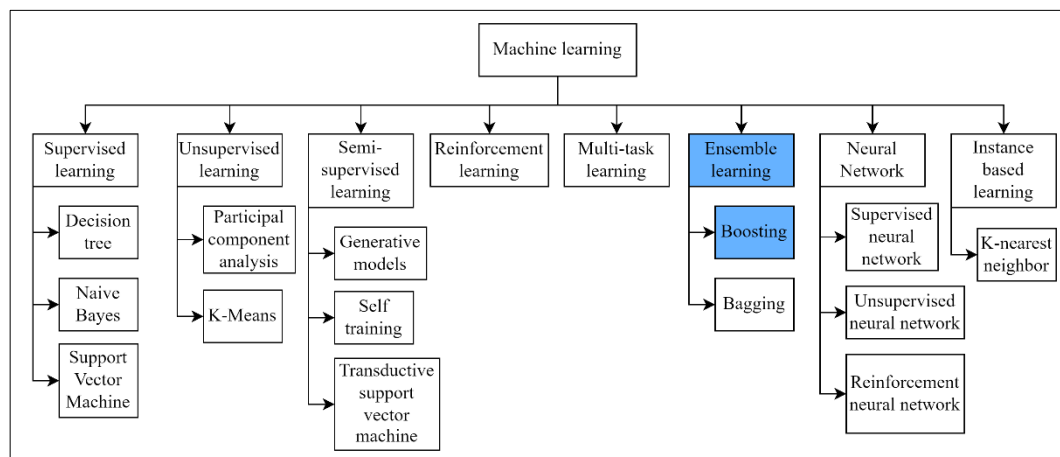 Machine learning
Supervised
learning
Decision
tree
Naive
Bayes
Support
Vector
Machine
Unsupervised
learning
Participal
component
analysis
K-Means
Semi-
supervised
learning
Generative
models
Self
training
Transductive
support
vector
machine
Reinforcement
learning
Multi-task
learning
Ensemble
learning
Boosting
Bagging
Neural
Network
Supervised
neural
network
Unsupervised
neural network
Reinforcement
neural network
Instance
based
learning
K-nearest
neighbor